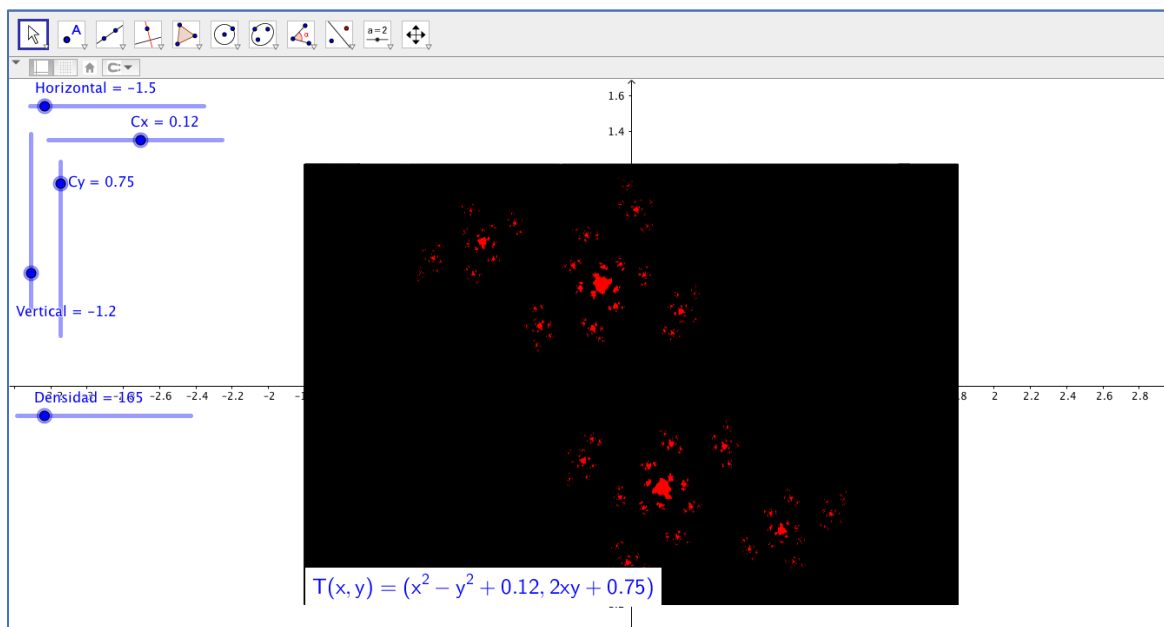 A
α
a=2
Horizontal = -1.5
Cx = 0.12
Cy = 0.75
Vertical = -1.2
1.6
1.4
-2.6 -2.4 -2.2 -2
2 2.2 2.4 2.6 2.8
Densidad = 165
T(x, y) = (x² − y² + 0.12, 2xy + 0.75)